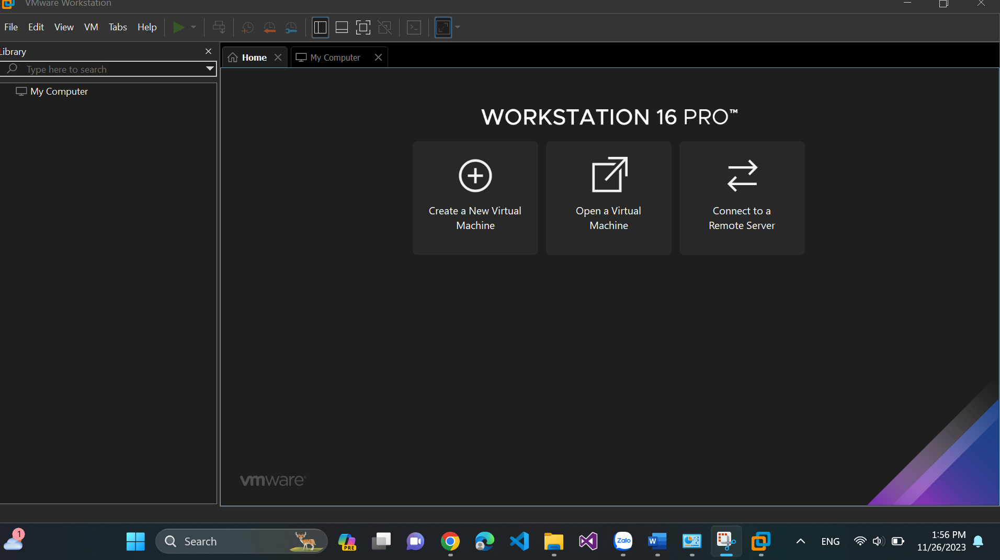 VMware Workstation
File Edit View VM Tabs Help
Library
Type here to search
My Computer
Home
My Computer
WORKSTATION 16 PRO™
Create a New Virtual
Machine
Open a Virtual
Machine
Connect to a
Remote Server
vmware®
1
Search
PRE
Zalo
W
ENG
1:56 PM
11/26/2023